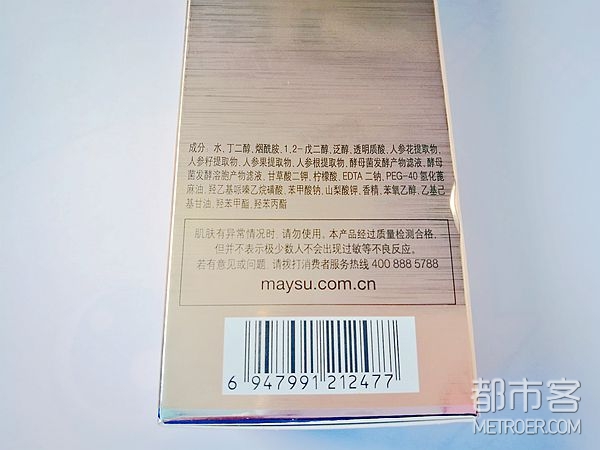 成分: 水、丁二醇、烟酰胺、1,2-戊二醇、泛醇、透明质酸、人参花提取物、
人参籽提取物、人参果提取物、人参根提取物、酵母菌发酵产物滤液、酵母
菌发酵溶胞产物滤液、甘草酸二钾、柠檬酸、EDTA 二钠、PEG-40 氢化蓖
麻油、羟乙基哌嗪乙烷磺酸、苯甲酸钠、山梨酸钾、香精、苯氧乙醇、乙基己
基甘油、羟苯甲酯、羟苯丙酯
肌肤有异常情况时, 请勿使用。本产品经过质量检测合格,
但并不表示极少数人不会出现过敏等不良反应。
若有意见或问题, 请拨打消费者服务热线 400 888 5788
maysu.com.cn
6 947991 212477
都市客
METROER.COM